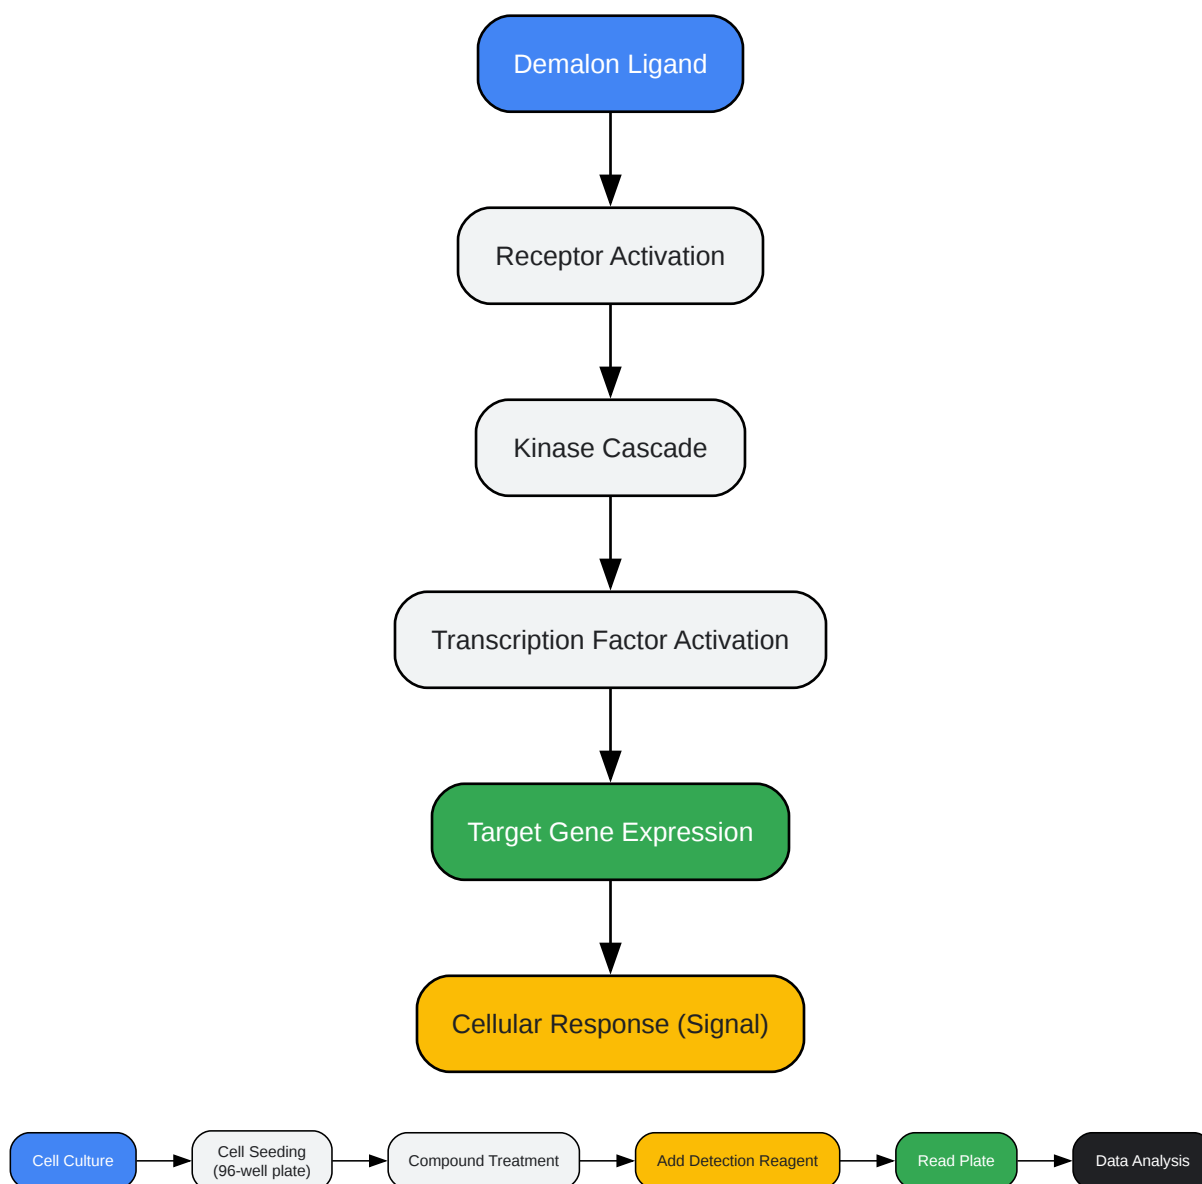 Demalon Ligand
Receptor Activation
Kinase Cascade
Transcription Factor Activation
Target Gene Expression
Cellular Response (Signal)
Cell Culture
Cell Seeding
(96-well plate)
Compound Treatment
Add Detection Reagent
Read Plate
Data Analysis